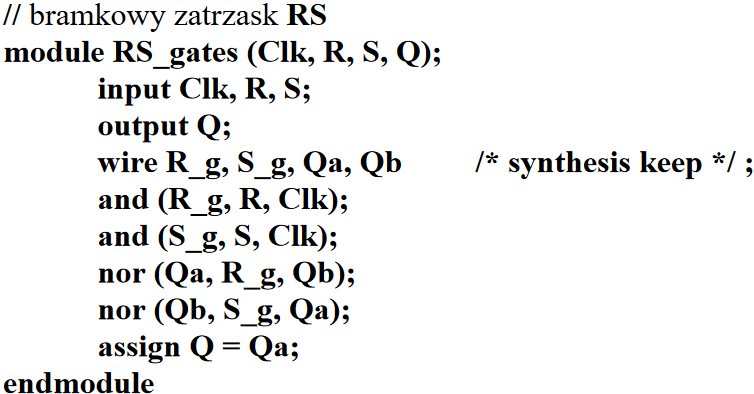 // bramkowy zatrzask RS
module RS_gates (Clk, R, S, Q);
input Clk, R, S;
output Q;
wire R_g, S_g, Qa, Qb /* synthesis keep */ ;
and (R_g, R, Clk);
and (S_g, S, Clk);
nor (Qa, R_g, Qb);
nor (Qb, S_g, Qa);
assign Q = Qa;
endmodule